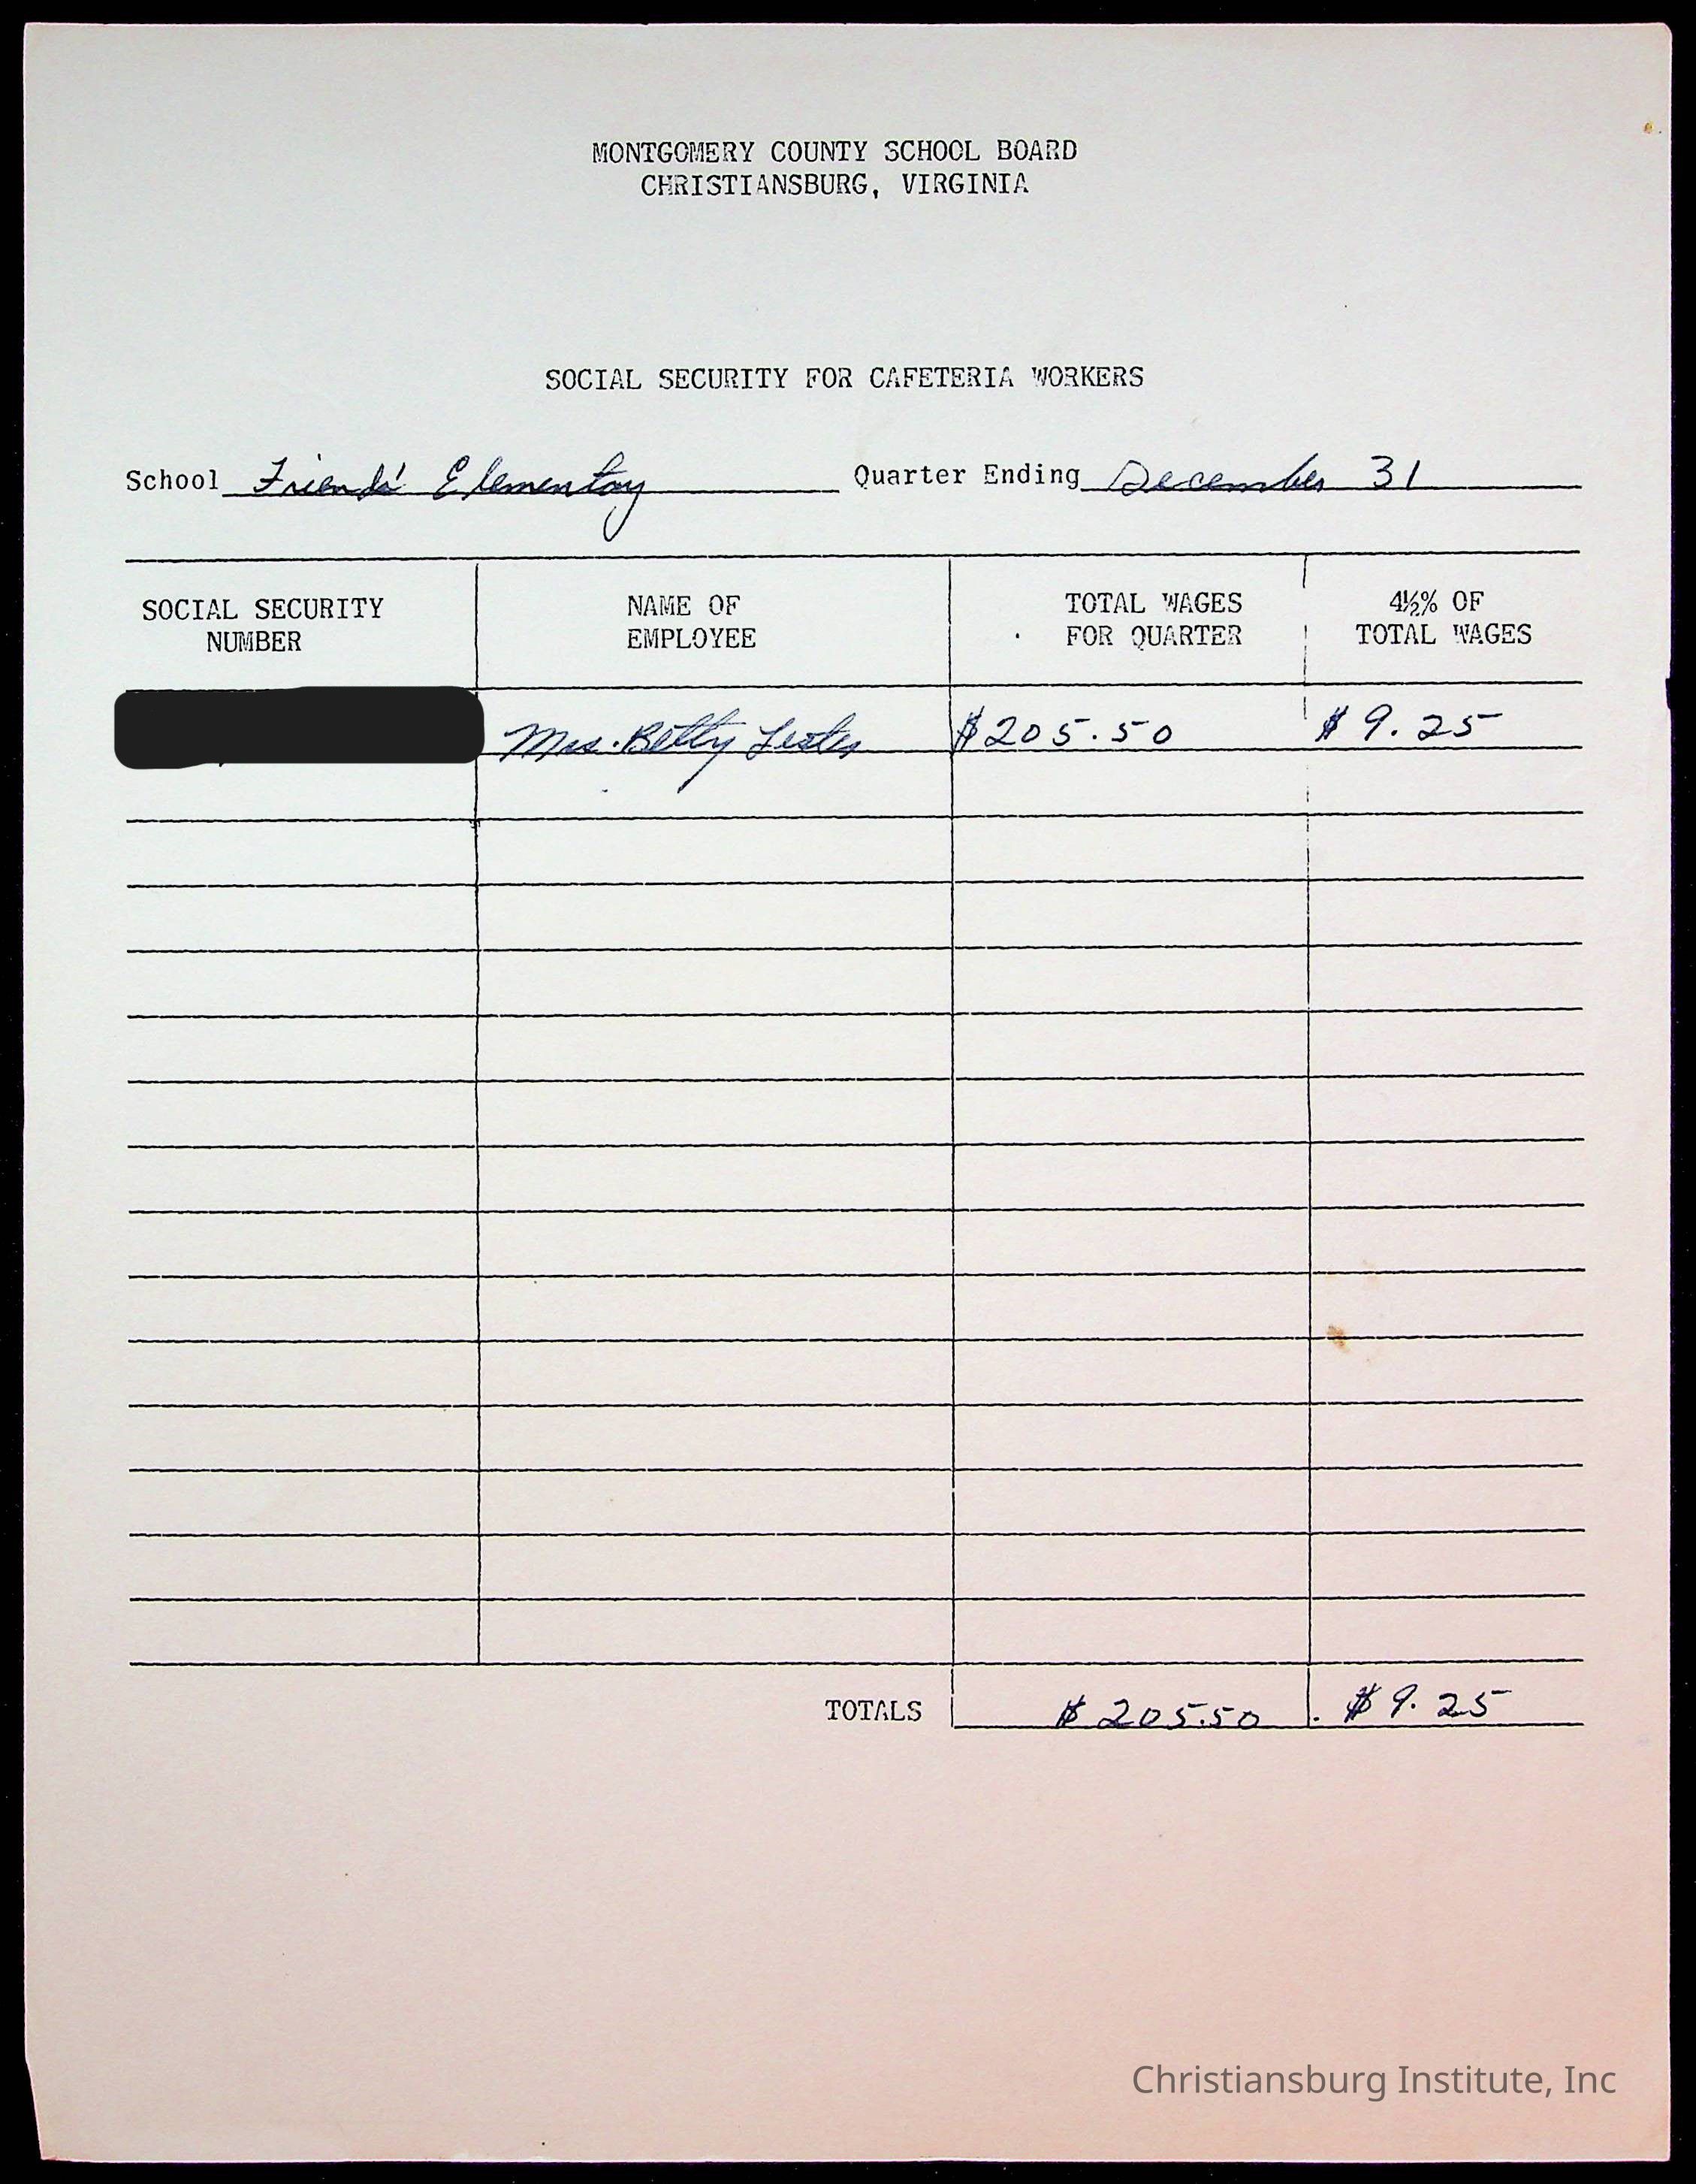 MONTGOMERY COUNTY SCHOOL BOARD
CHRISTIANSBURG, VIRGINIA
SOCIAL SECURITY FOR CAFETERIA WORKERS
School Friends' Elementary Quarter Ending December 31
SOCIAL SECURITY NAME OF TOTAL WAGES 4½% OF
NUMBER EMPLOYEE FOR QUARTER TOTAL WAGES
Mrs. Betty Lester $205.50 $9.25
TOTALS $205.50 $9.25
Christiansburg Institute, Inc